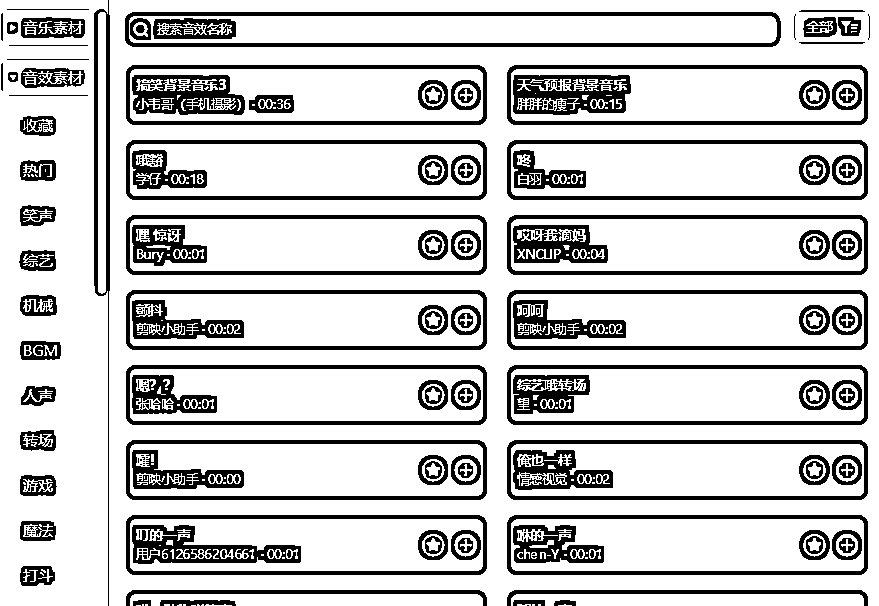 音乐素材
音效素材
收藏
热门
笑声
综艺
机械
BGM
人声
转场
游戏
魔法
打斗
搜索音效名称
全部
搞笑背景音乐3
小韦哥（手机摄影） · 00:36
天气预报背景音乐
胖胖的瘦子 · 00:15
哦豁
学仔 · 00:18
咚
白羽 · 00:01
嘿 惊讶
Bury · 00:01
哎呀我滴妈
XNCLIP · 00:04
颤抖
剪映小助手 · 00:02
呵呵
剪映小助手 · 00:02
嗯？？
张哈哈 · 00:01
综艺哦转场
望 · 00:01
剪映小助手 · 00:00
俺也一样
情感视觉 · 00:02
叮的一声
用户6126586204661 · 00:01
咻的一声
chen-Y · 00:01